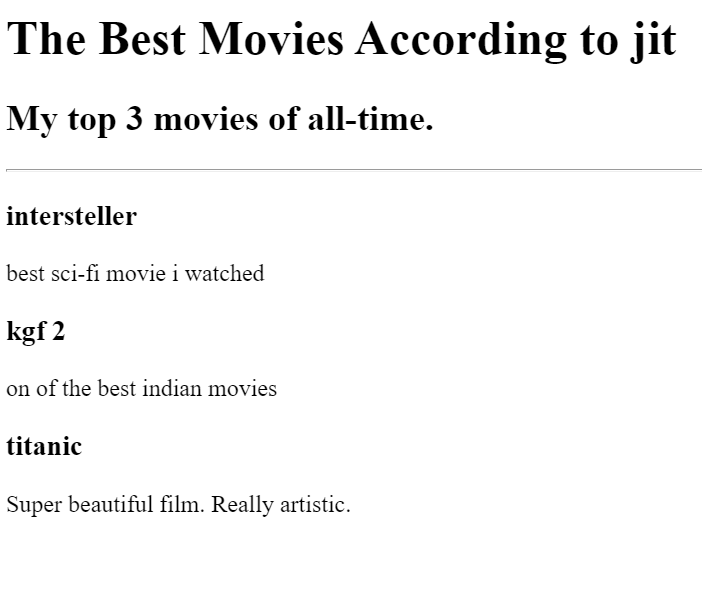 The Best Movies According to jit
My top 3 movies of all-time.
intersteller
best sci-fi movie i watched
kgf 2
on of the best indian movies
titanic
Super beautiful film. Really artistic.